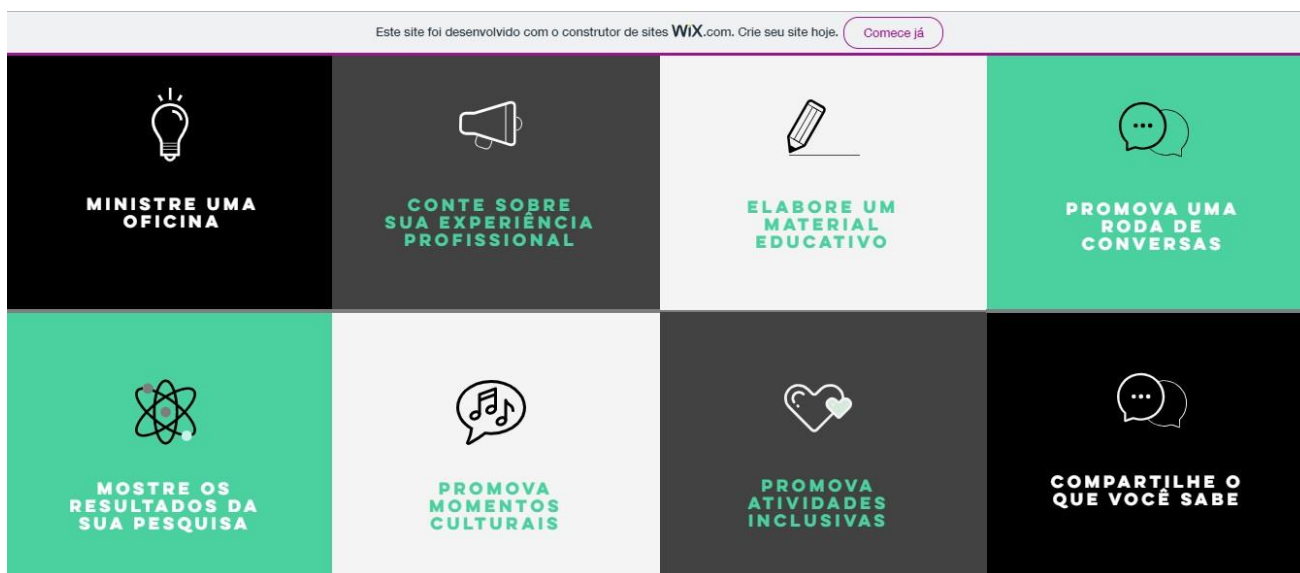 Este site foi desenvolvido com o construtor de sites WiX.com. Crie seu site hoje. Comece já
MINISTRE UMA
OFICINA
CONTE SOBRE
SUA EXPERIÊNCIA
PROFISSIONAL
ELABORE UM
MATERIAL
EDUCATIVO
PROMOVA UMA
RODA DE
CONVERSAS
MOSTRE OS
RESULTADOS DA
SUA PESQUISA
PROMOVA
MOMENTOS
CULTURAIS
PROMOVA
ATIVIDADES
INCLUSIVAS
COMPARTILHE O
QUE VOCÊ SABE